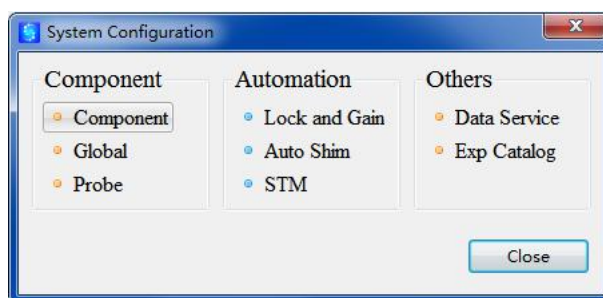 System Configuration
Component
Component
Global
Probe
Automation
Lock and Gain
Auto Shim
STM
Others
Data Service
Exp Catalog
Close